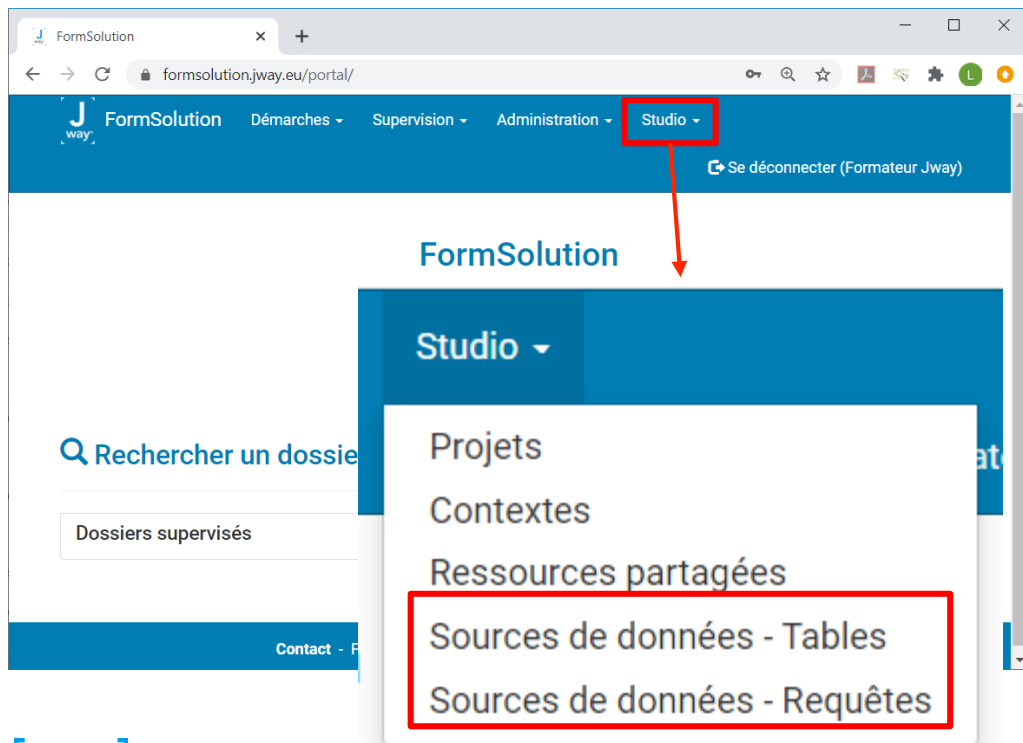 FormSolution
formsolution.jway.eu/portal/
L
J way FormSolution Démarches Supervision Administration Studio
Se déconnecter (Formateur Jway)
FormSolution
Studio
Rechercher un dossie
Dossiers supervisés
Contact - F
Projets
Contextes
Ressources partagées
Sources de données - Tables
Sources de données - Requêtes